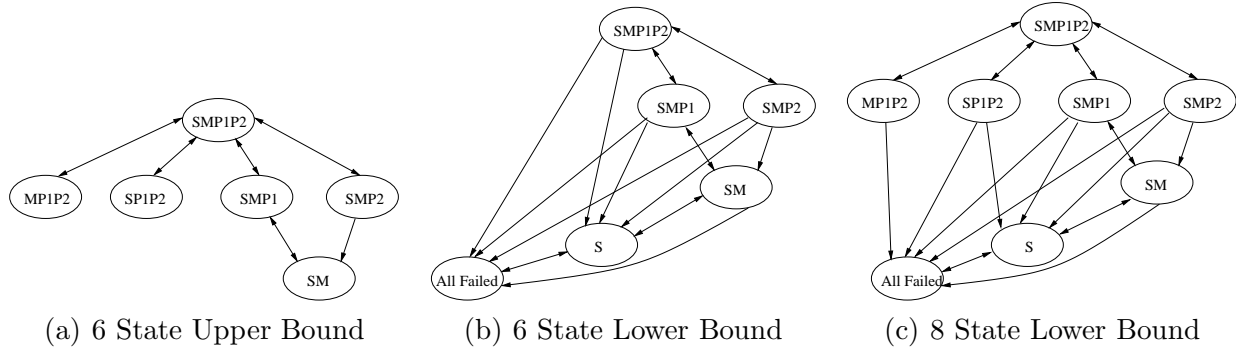 SMP1P2
MP1P2
SP1P2
SMP1
SMP2
SM
(a) 6 State Upper Bound
SMP1P2
SMP1
SMP2
SM
S
All Failed
(b) 6 State Lower Bound
SMP1P2
MP1P2
SP1P2
SMP1
SMP2
SM
S
All Failed
(c) 8 State Lower Bound